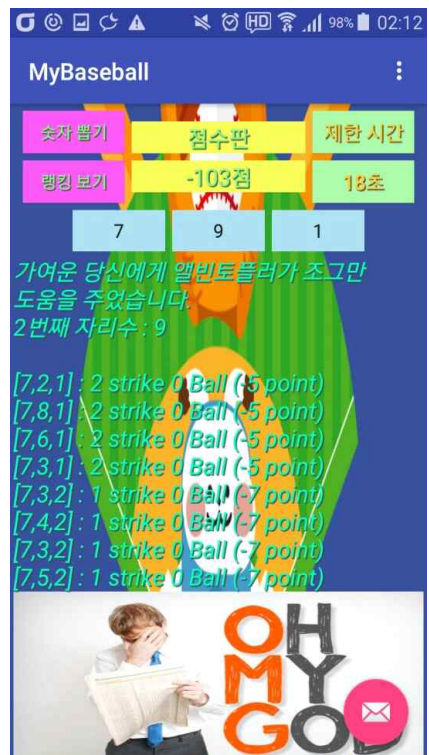 98% 02:12
MyBaseball
숫자 뽑기 점수판 제한 시간
랭킹 보기 -103점 18초
7 9 1
가여운 당신에게 앨빈토플러가 조그만
도움을 주었습니다.
2번째 자리수 : 9
[7,2,1] : 2 strike 0 Ball (-5 point)
[7,8,1] : 2 strike 0 Ball (-5 point)
[7,6,1] : 2 strike 0 Ball (-5 point)
[7,3,1] : 2 strike 0 Ball (-5 point)
[7,3,2] : 1 strike 0 Ball (-7 point)
[7,4,2] : 1 strike 0 Ball (-7 point)
[7,3,2] : 1 strike 0 Ball (-7 point)
[7,5,2] : 1 strike 0 Ball (-7 point)
OH
MY
GOD